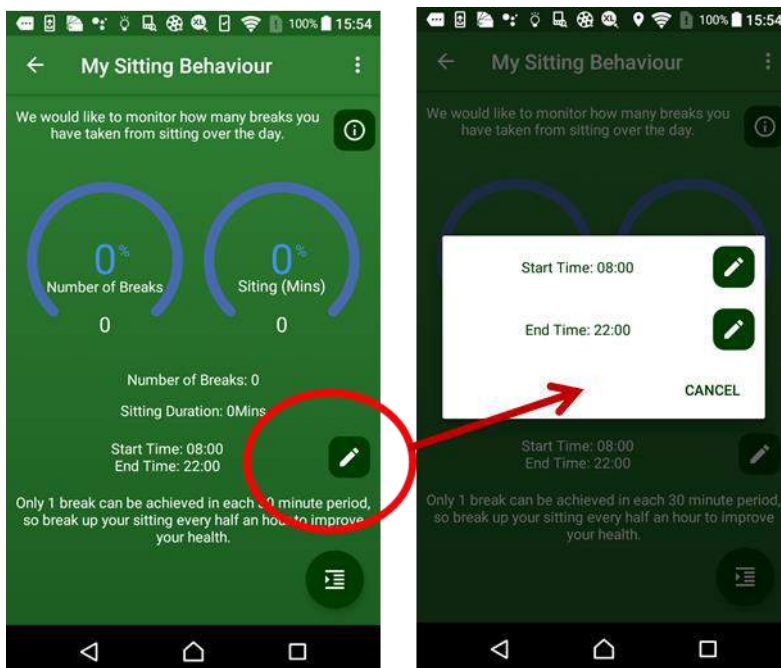 100% 15:54
My Sitting Behaviour
We would like to monitor how many breaks you
have taken from sitting over the day.
0%
Number of Breaks
0
0%
Siting (Mins)
0
Number of Breaks: 0
Sitting Duration: 0Mins
Start Time: 08:00
End Time: 22:00
Only 1 break can be achieved in each 30 minute period,
so break up your sitting every half an hour to improve
your health.
100% 15:54
My Sitting Behaviour
We would like to monitor how many breaks you
have taken from sitting over the day.
Start Time: 08:00
End Time: 22:00
CANCEL
Start Time: 08:00
End Time: 22:00
Only 1 break can be achieved in each 30 minute period,
so break up your sitting every half an hour to improve
your health.